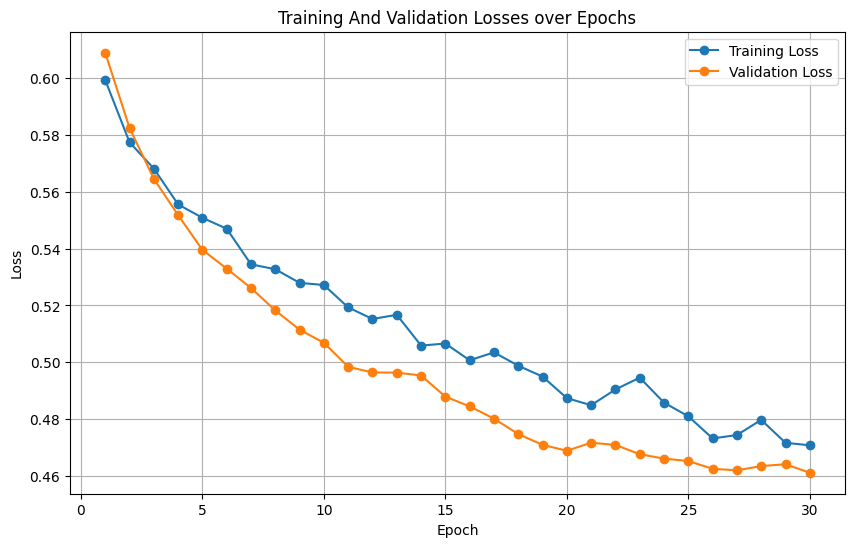 Training And Validation Losses over Epochs
Training Loss
Validation Loss
Loss
0.60
0.58
0.56
0.54
0.52
0.50
0.48
0.46
0 5 10 15 20 25 30
Epoch